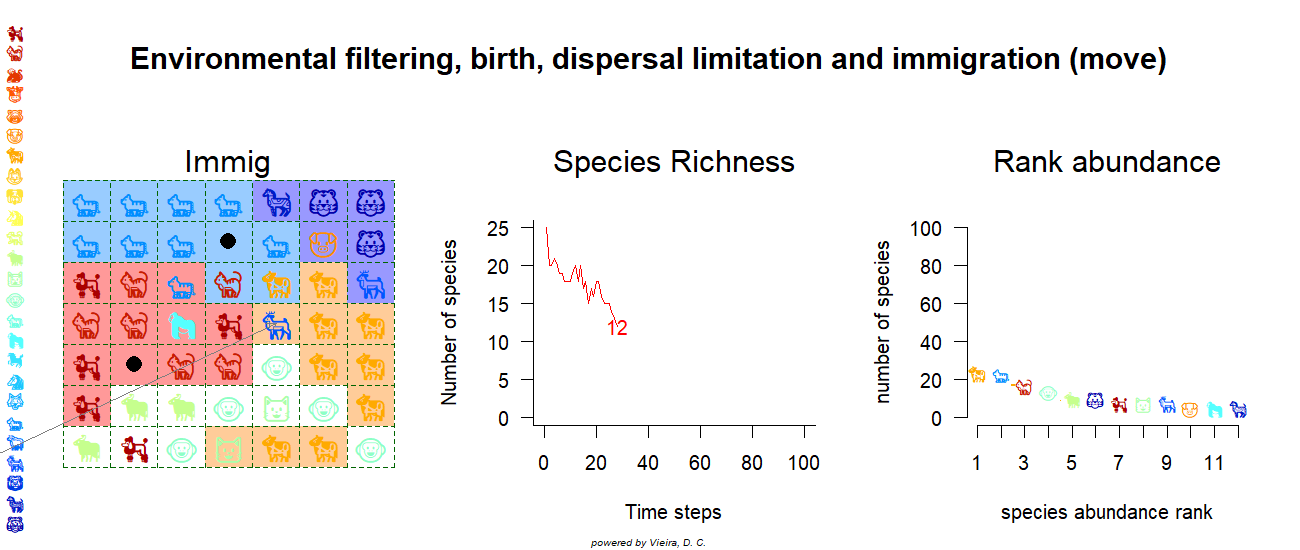 Environmental filtering, birth, dispersal limitation and immigration (move)
Immig
Species Richness
Rank abundance
Number of species
25
20
15
10
5
0
12
0 20 40 60 80 100
Time steps
number of species
100
80
60
40
20
0
1 3 5 7 9 11
species abundance rank
powered by Vieira, D. C.